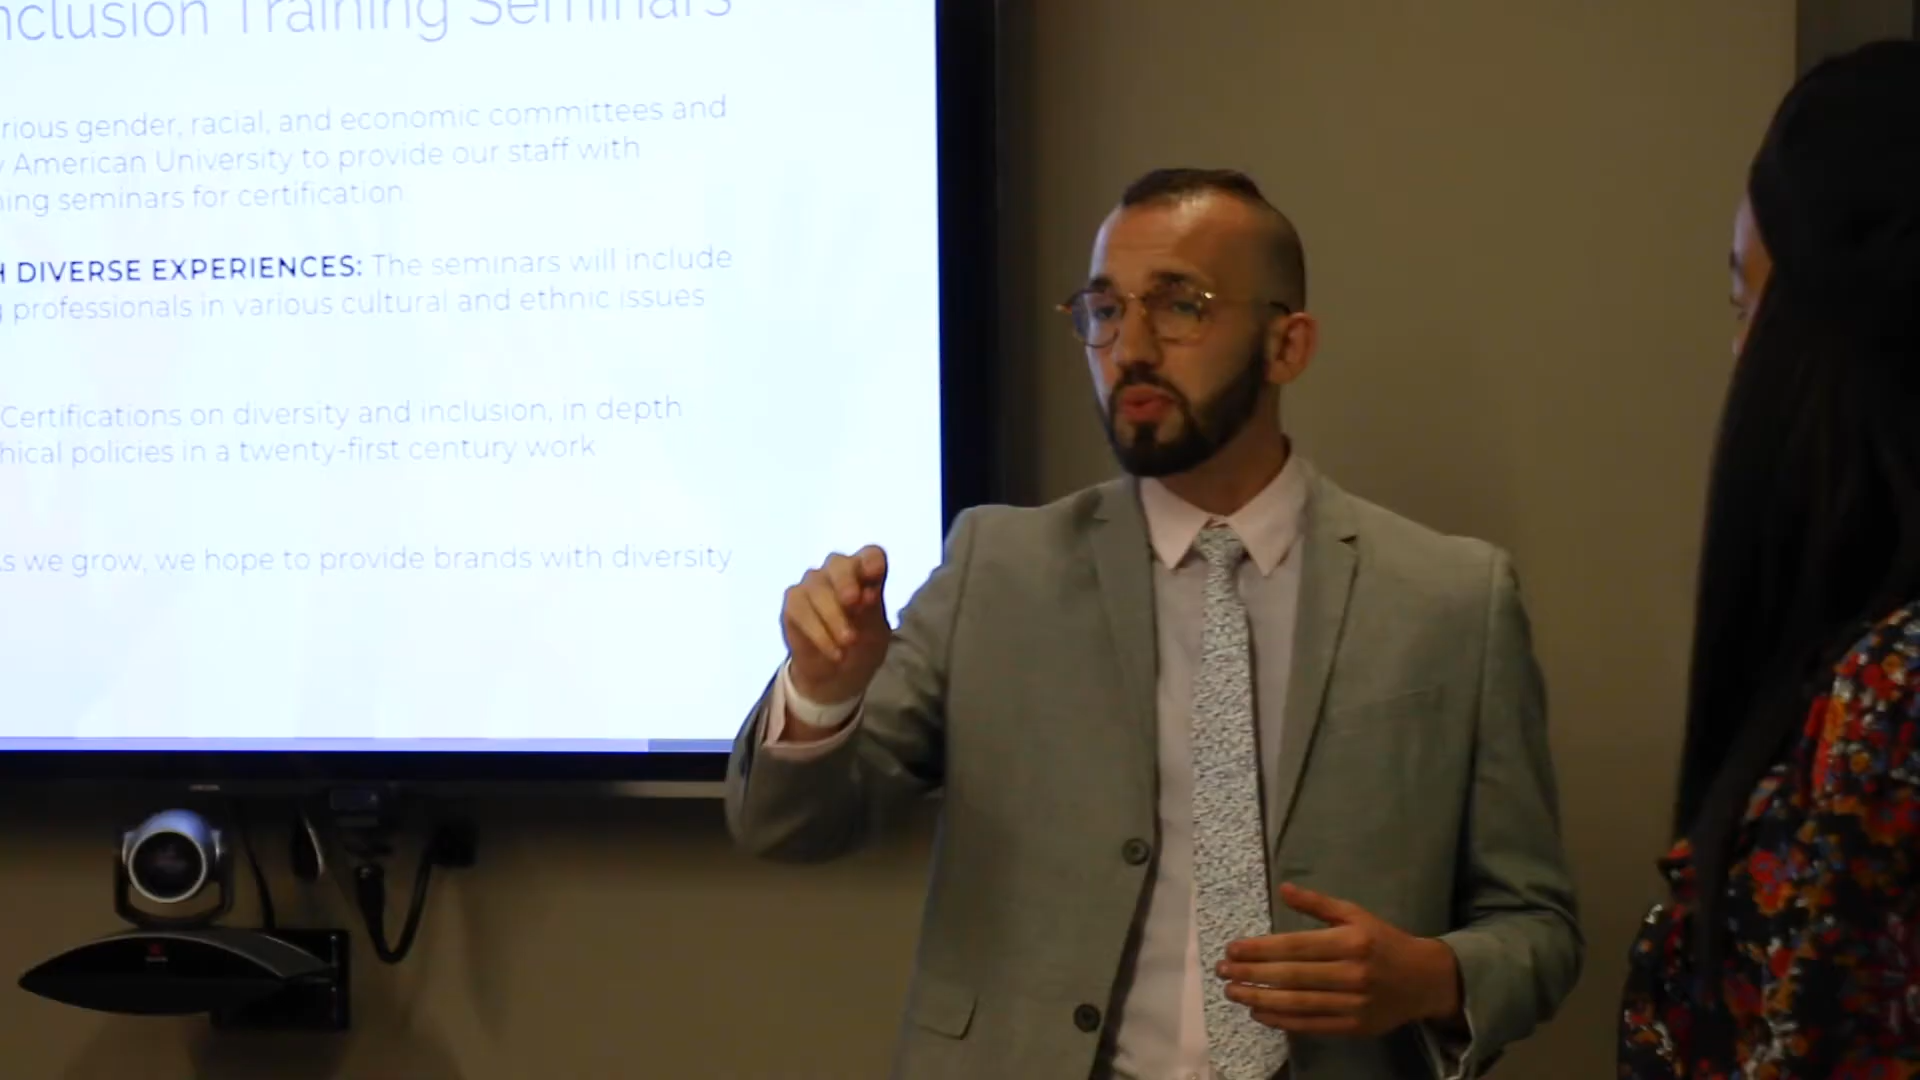 nclusion Training Seminars
rious gender, racial, and economic committees and
y American University to provide our staff with
ning seminars for certification
H DIVERSE EXPERIENCES: The seminars will include
g professionals in various cultural and ethnic issues
Certifications on diversity and inclusion, in depth
hical policies in a twenty-first century work
s we grow, we hope to provide brands with diversity